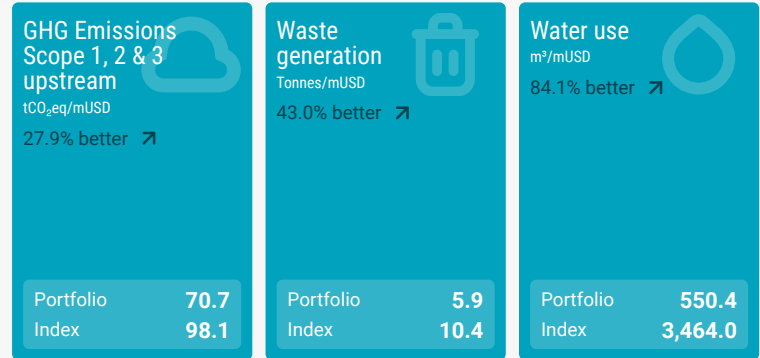 GHG Emissions
Scope 1, 2 & 3
upstream
tCO₂eq/mUSD
27.9% better
Portfolio 70.7
Index 98.1
Waste
generation
Tonnes/mUSD
43.0% better
Portfolio 5.9
Index 10.4
Water use
m³/mUSD
84.1% better
Portfolio 550.4
Index 3,464.0